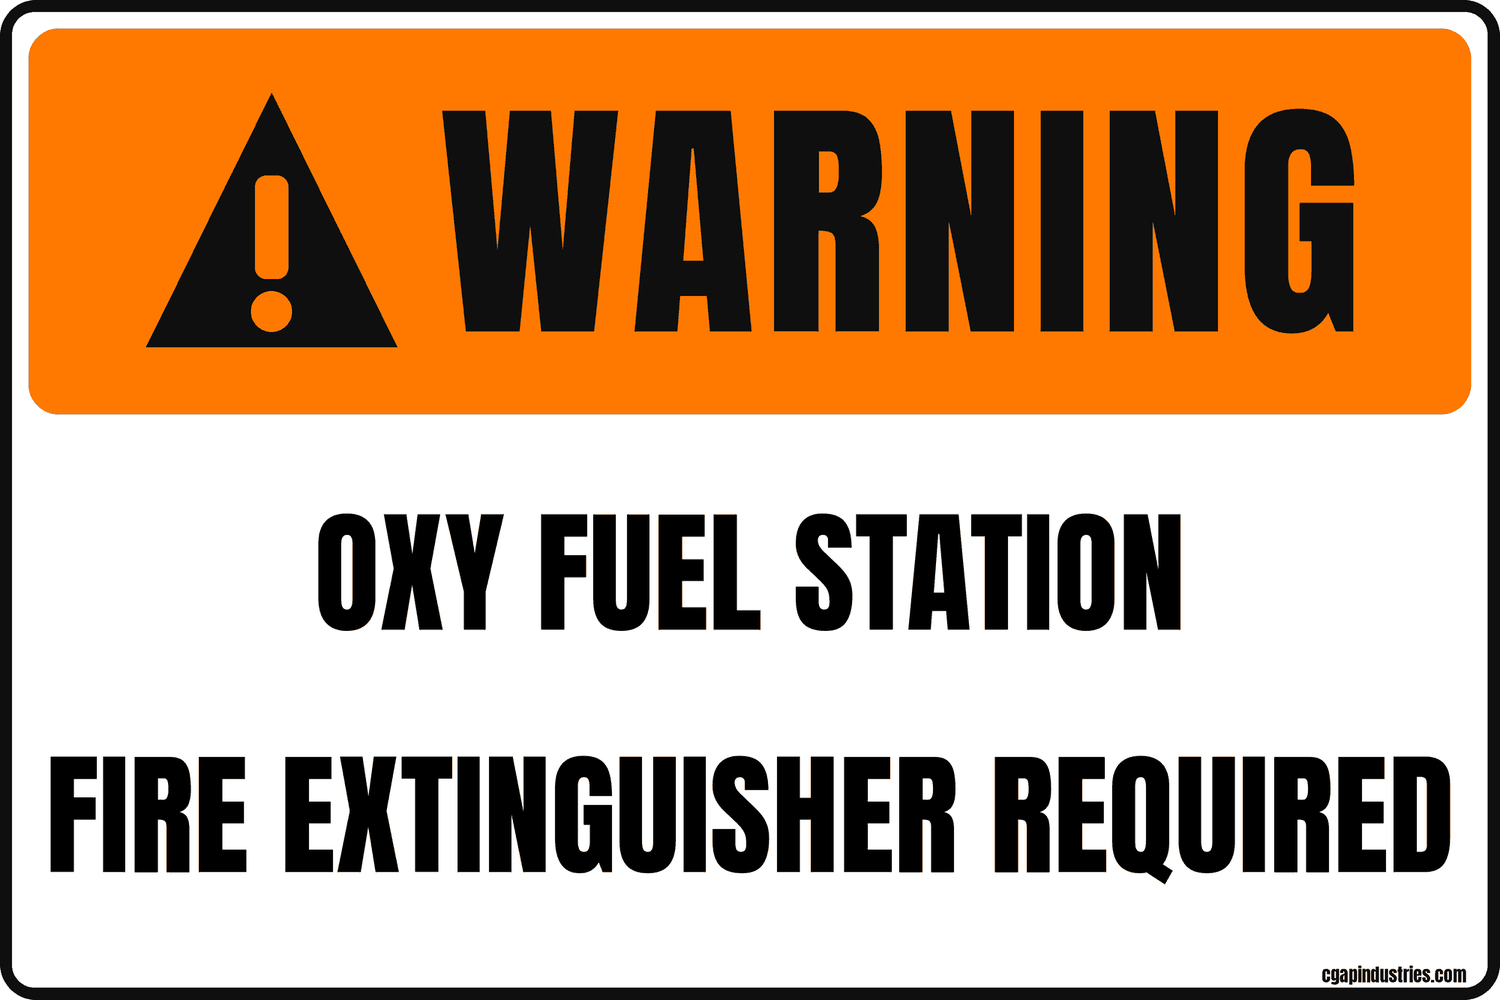 WARNING
OXY FUEL STATION
FIRE EXTINGUISHER REQUIRED
cgapindustries.com